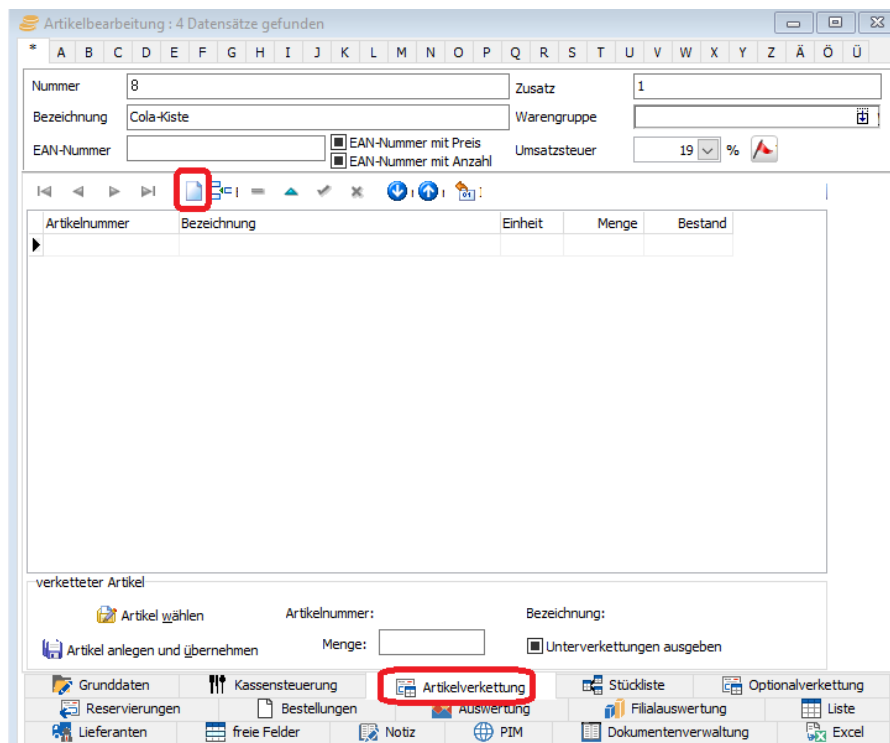 Artikelbearbeitung : 4 Datensätze gefunden
* A B C D E F G H I J K L M N O P Q R S T U V W X Y Z Ä Ö Ü
Nummer 8 Zusatz 1
Bezeichnung Cola-Kiste Warengruppe
EAN-Nummer EAN-Nummer mit Preis Umsatzsteuer 19 %
EAN-Nummer mit Anzahl
Artikelnummer Bezeichnung Einheit Menge Bestand
verketteter Artikel
Artikel wählen Artikelnummer: Bezeichnung:
Artikel anlegen und übernehmen Menge: Unterverkettungen ausgeben
Grunddaten Kassensteuerung Artikelverkettung Stückliste Optionalverkettung
Reservierungen Bestellungen Auswertung Filialauswertung Liste
Lieferanten freie Felder Notiz PIM Dokumentenverwaltung Excel